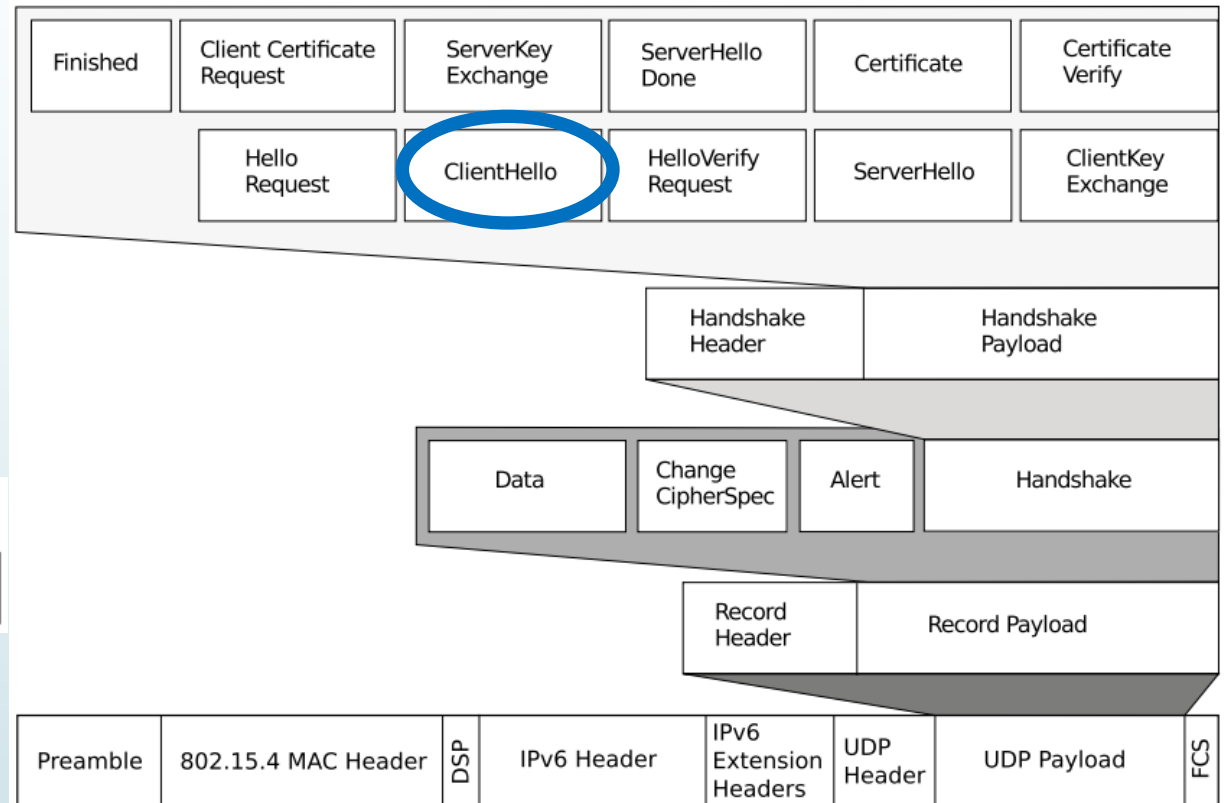 Finished
Client Certificate
Request
ServerKey
Exchange
ServerHello
Done
Certificate
Certificate
Verify
Hello
Request
ClientHello
HelloVerify
Request
ServerHello
ClientKey
Exchange
Handshake
Header
Handshake
Payload
Data
Change
CipherSpec
Alert
Handshake
Record
Header
Record Payload
Preamble
802.15.4 MAC Header
DSP
IPv6 Header
IPv6
Extension
Headers
UDP
Header
UDP Payload
FCS